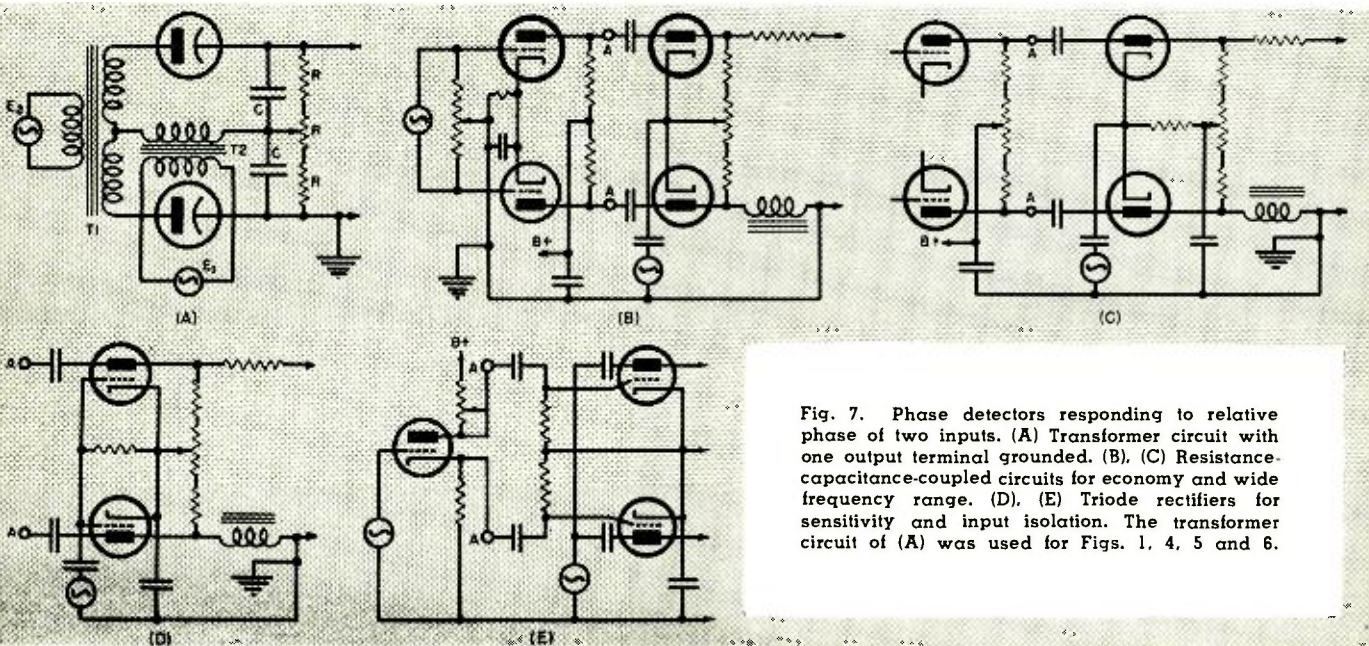 E₂
T1
T2
C
C
R
R
R
E₁
(A)
A
A
B+
(B)
A
A
B+
(C)
A
A
(D)
B+
A
A
(E)
Fig. 7. Phase detectors responding to relative
phase of two inputs. (A) Transformer circuit with
one output terminal grounded. (B), (C) Resistance-
capacitance-coupled circuits for economy and wide
frequency range. (D), (E) Triode rectifiers for
sensitivity and input isolation. The transformer
circuit of (A) was used for Figs. 1, 4, 5 and 6.